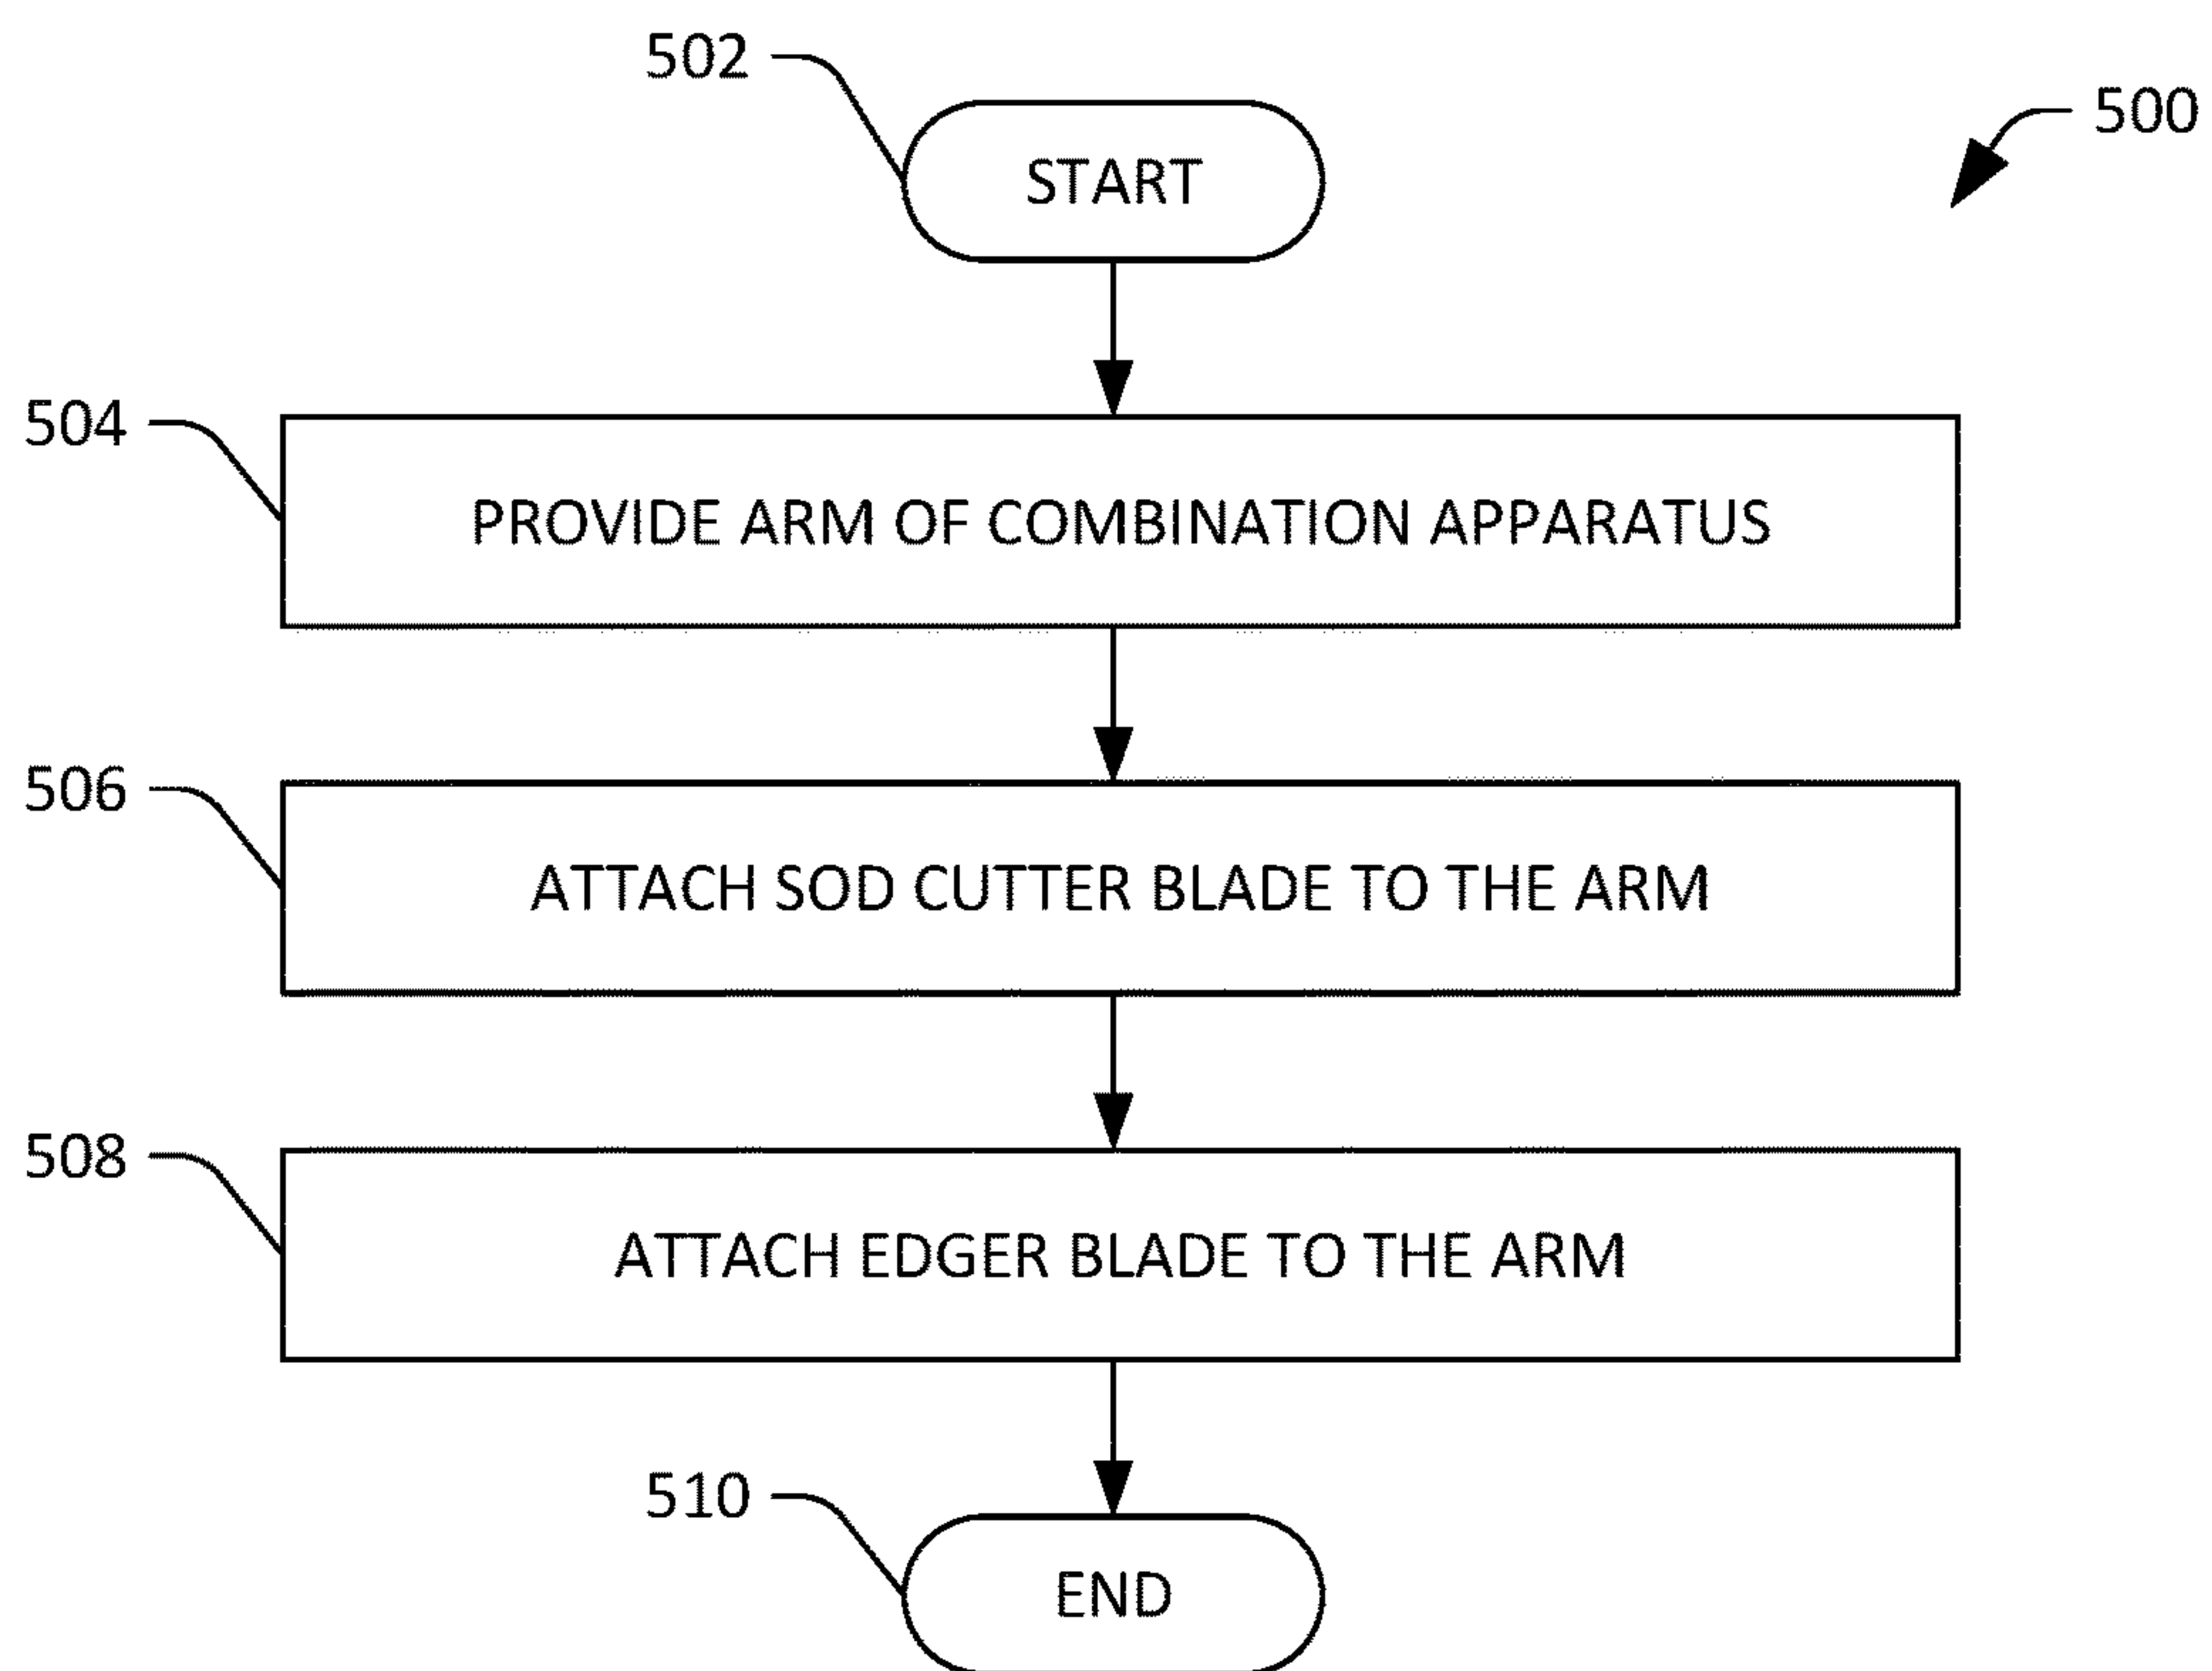 502
START
500
504
PROVIDE ARM OF COMBINATION APPARATUS
506
ATTACH SOD CUTTER BLADE TO THE ARM
508
ATTACH EDGER BLADE TO THE ARM
510
END